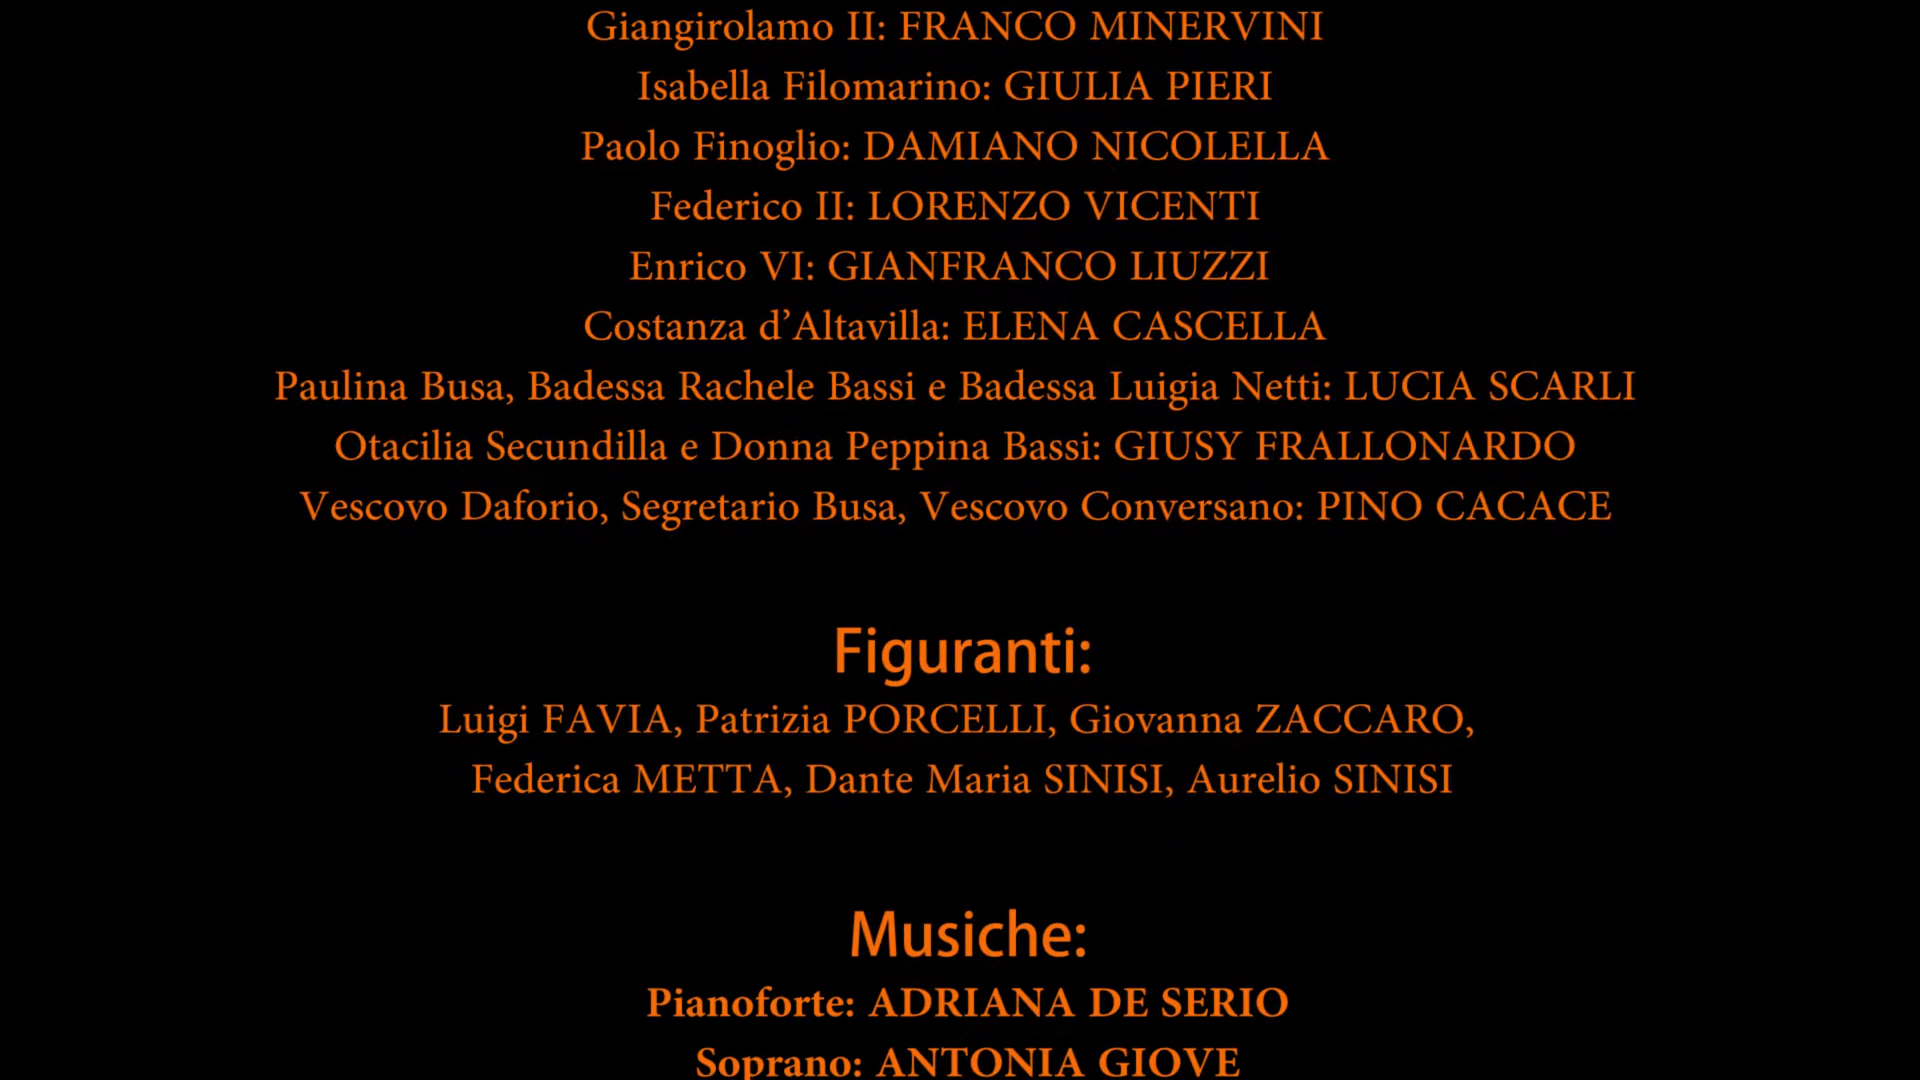 Giangirolamo II: FRANCO MINERVINI
Isabella Filomarino: GIULIA PIERI
Paolo Finoglio: DAMIANO NICOLELLA
Federico II: LORENZO VICENTI
Enrico VI: GIANFRANCO LIUZZI
Costanza d’Altavilla: ELENA CASCELLA
Paulina Busa, Badessa Rachele Bassi e Badessa Luigia Netti: LUCIA SCARLI
Otacilia Secundilla e Donna Peppina Bassi: GIUSY FRALLONARDO
Vescovo Daforio, Segretario Busa, Vescovo Conversano: PINO CACACE
Figuranti:
Luigi FAVIA, Patrizia PORCELLI, Giovanna ZACCARO,
Federica METTA, Dante Maria SINISI, Aurelio SINISI
Musiche:
Pianoforte: ADRIANA DE SERIO
Soprano: ANTONIA GIOVE